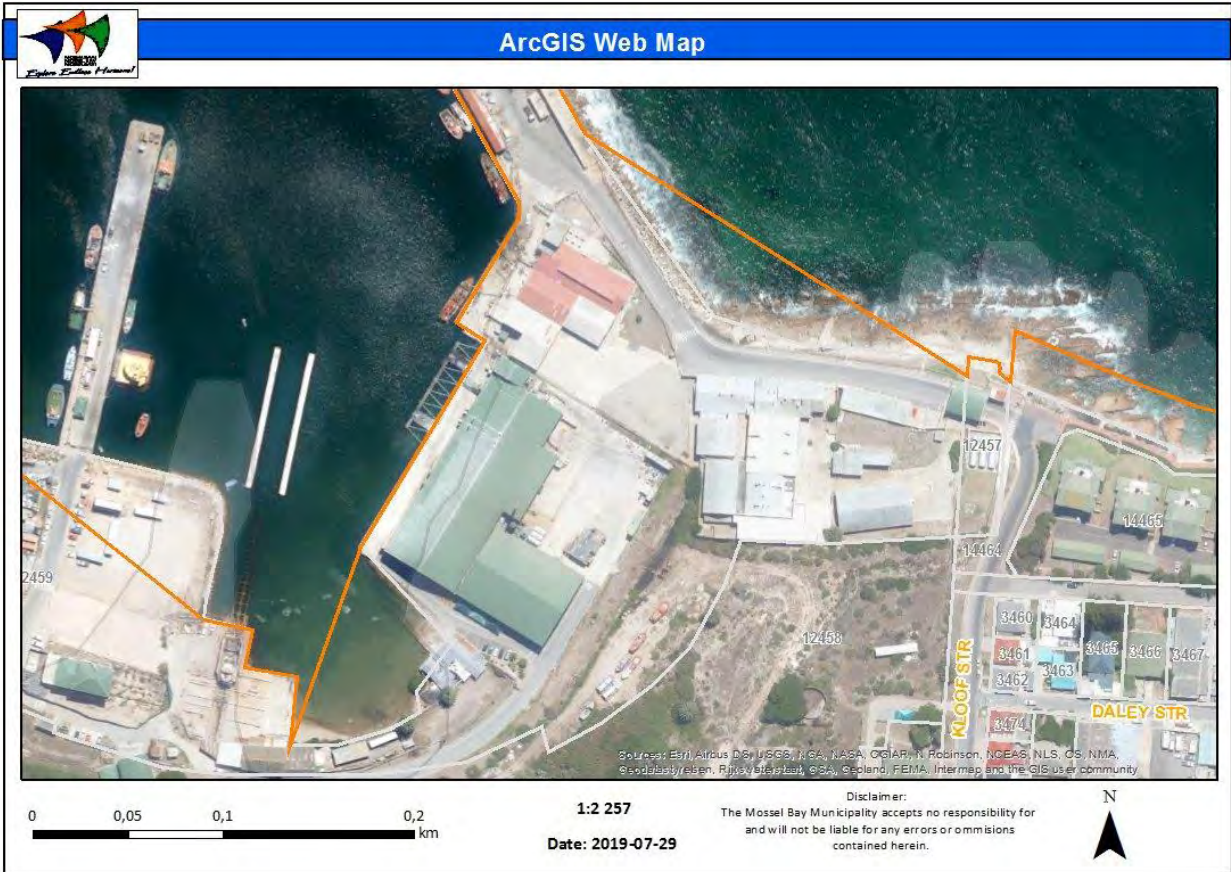 Explore Endless Horizons!
ArcGIS Web Map
12457
14465
14464
2459
12458
3460
3464
3465
3466
3467
3461
3463
3462
3474
KLOOF STR
DALEY STR
Sources: Esri, Airbus DS, USGS, NGA, NASA, CGIAR, N Robinson, NCEAS, NLS, OS, NMA,
Geodatastyrelsen, Rijkswaterstaat, GSA, Geoland, FEMA, Intermap and the GIS user community
0 0,05 0,1 0,2
km
1:2 257
Date: 2019-07-29
Disclaimer:
The Mossel Bay Municipality accepts no responsibility for
and will not be liable for any errors or ommisions
contained herein.
N